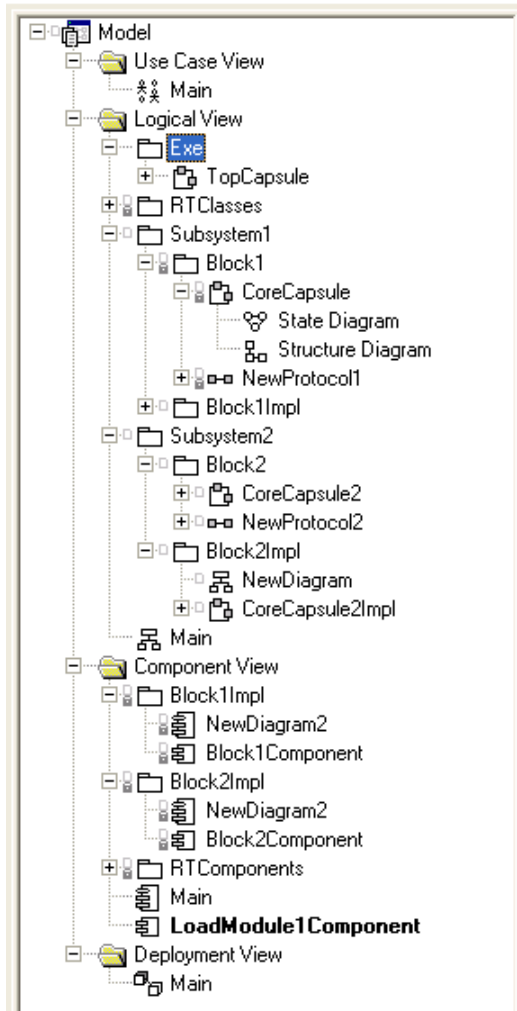 Model
Use Case View
Main
Logical View
Exe
TopCapsule
RTClasses
Subsystem1
Block1
CoreCapsule
State Diagram
Structure Diagram
NewProtocol1
Block1Impl
Subsystem2
Block2
CoreCapsule2
NewProtocol2
Block2Impl
NewDiagram
CoreCapsule2Impl
Main
Component View
Block1Impl
NewDiagram2
Block1Component
Block2Impl
NewDiagram2
Block2Component
RTComponents
Main
LoadModule1Component
Deployment View
Main